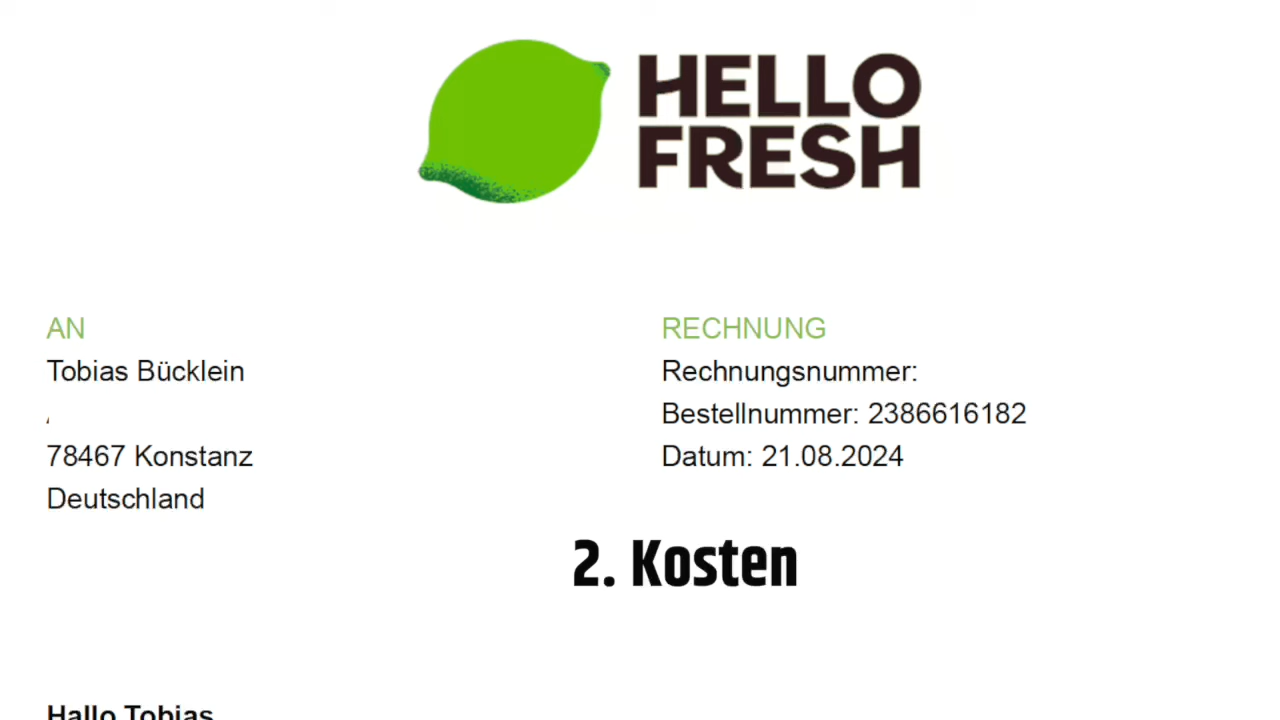 HELLO
FRESH
AN
Tobias Bücklein
78467 Konstanz
Deutschland
RECHNUNG
Rechnungsnummer:
Bestellnummer: 2386616182
Datum: 21.08.2024
2. Kosten
Hallo Tobias